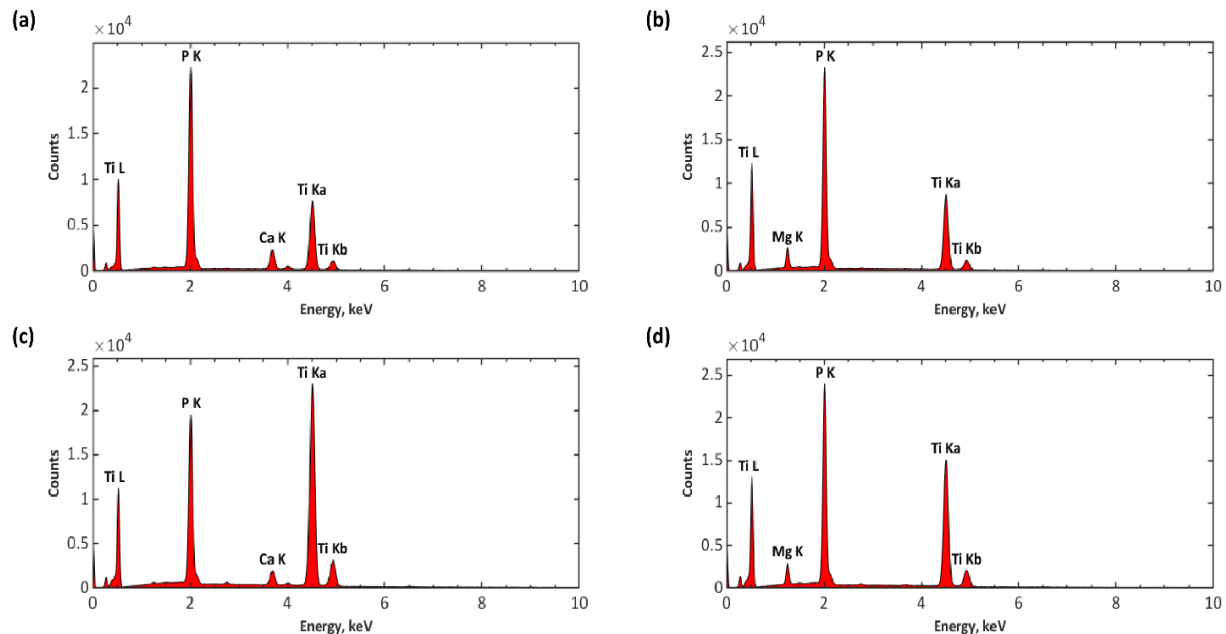 (a)
×10⁴
P K
2
1.5
Ti L
1
Ti Ka
0.5
Ca K
Ti Kb
0
0 2 4 6 8 10
Counts
Energy, keV
(b)
×10⁴
2.5
P K
2
1.5
Ti L
1
Ti Ka
0.5
Mg K
Ti Kb
0
0 2 4 6 8 10
Counts
Energy, keV
(c)
×10⁴
2.5
Ti Ka
2
P K
1.5
Ti L
1
0.5
Ca K
Ti Kb
0
0 2 4 6 8 10
Counts
Energy, keV
(d)
×10⁴
2.5
P K
2
1.5
Ti Ka
Ti L
1
0.5
Mg K
Ti Kb
0
0 2 4 6 8 10
Counts
Energy, keV